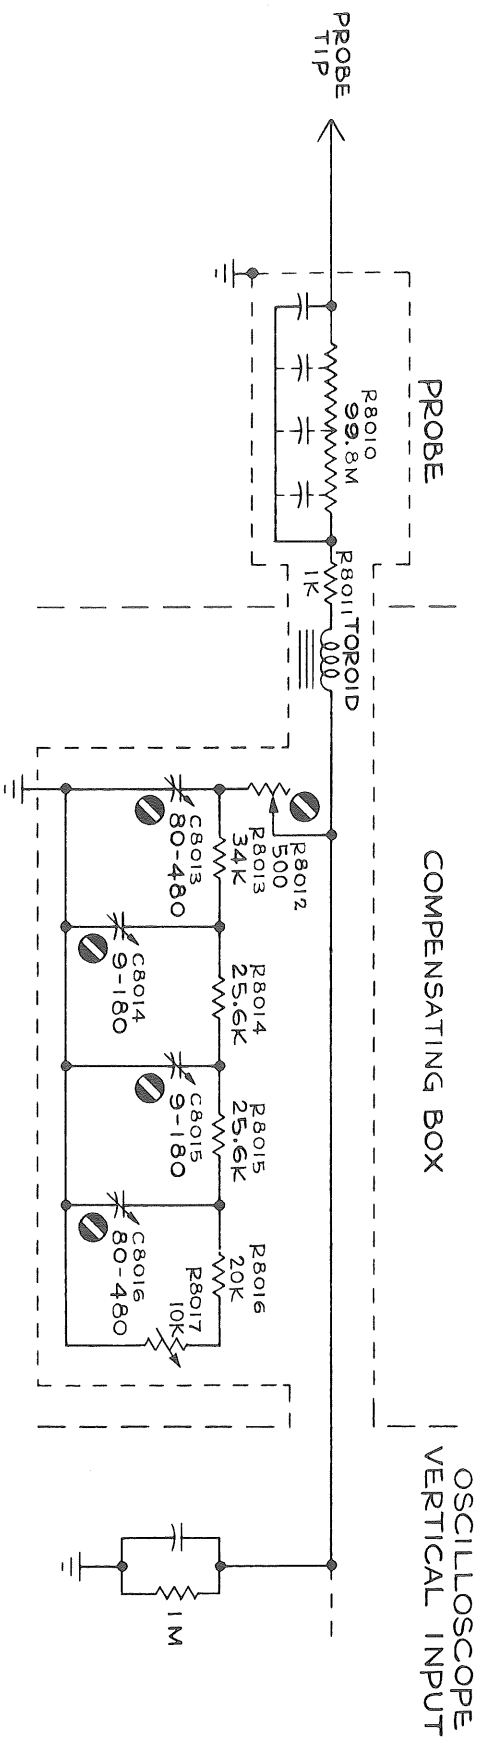 PROBE
COMPENSATING BOX
OSCILLOSCOPE
VERTICAL INPUT
PROBE
TIP
R8010
99.8M
R8011
1K
TOROID
R8012
500
R8013
34K
R8014
25.6K
R8015
25.6K
R8016
20K
R8017
10K
C8013
80-480
C8014
9-180
C8015
9-180
C8016
80-480
1M